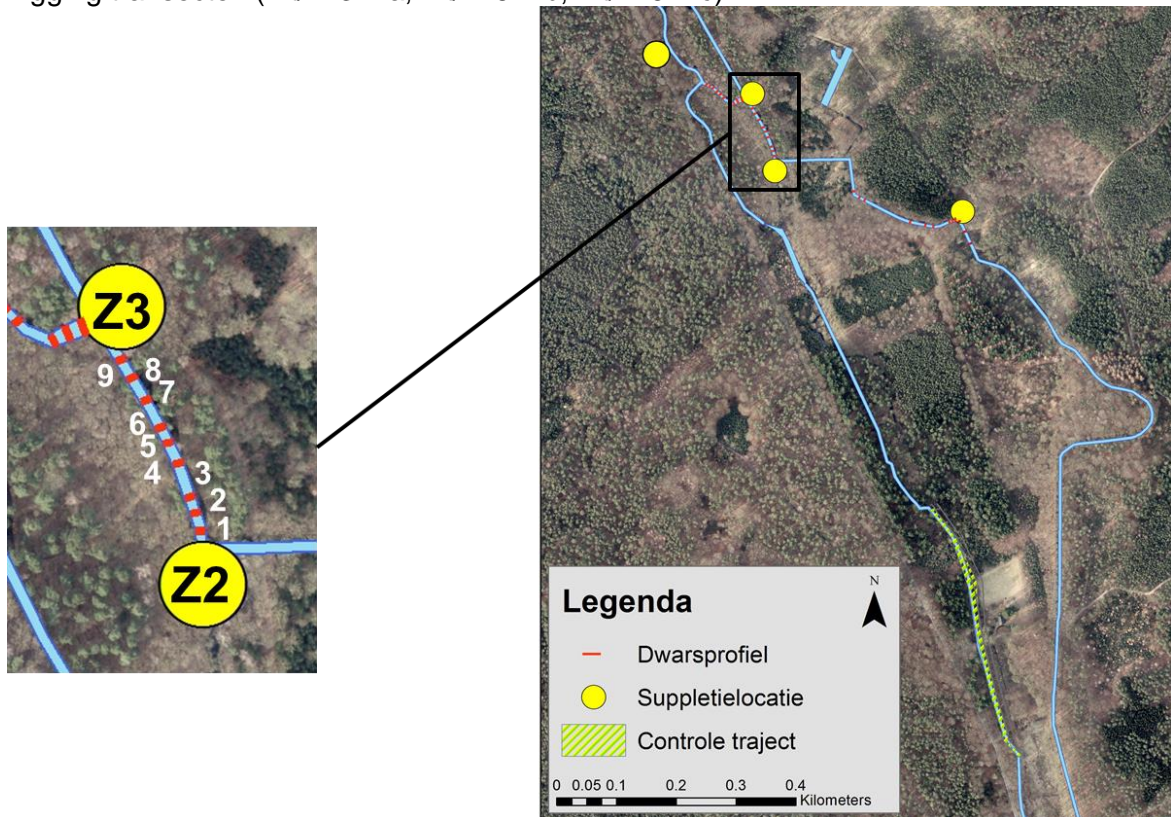 Z3
8
9
7
6
5
4
3
2
1
Z2
N
Legenda
Dwarsprofiel
Suppletielocatie
Controle traject
0 0.05 0.1 0.2 0.3 0.4
Kilometers